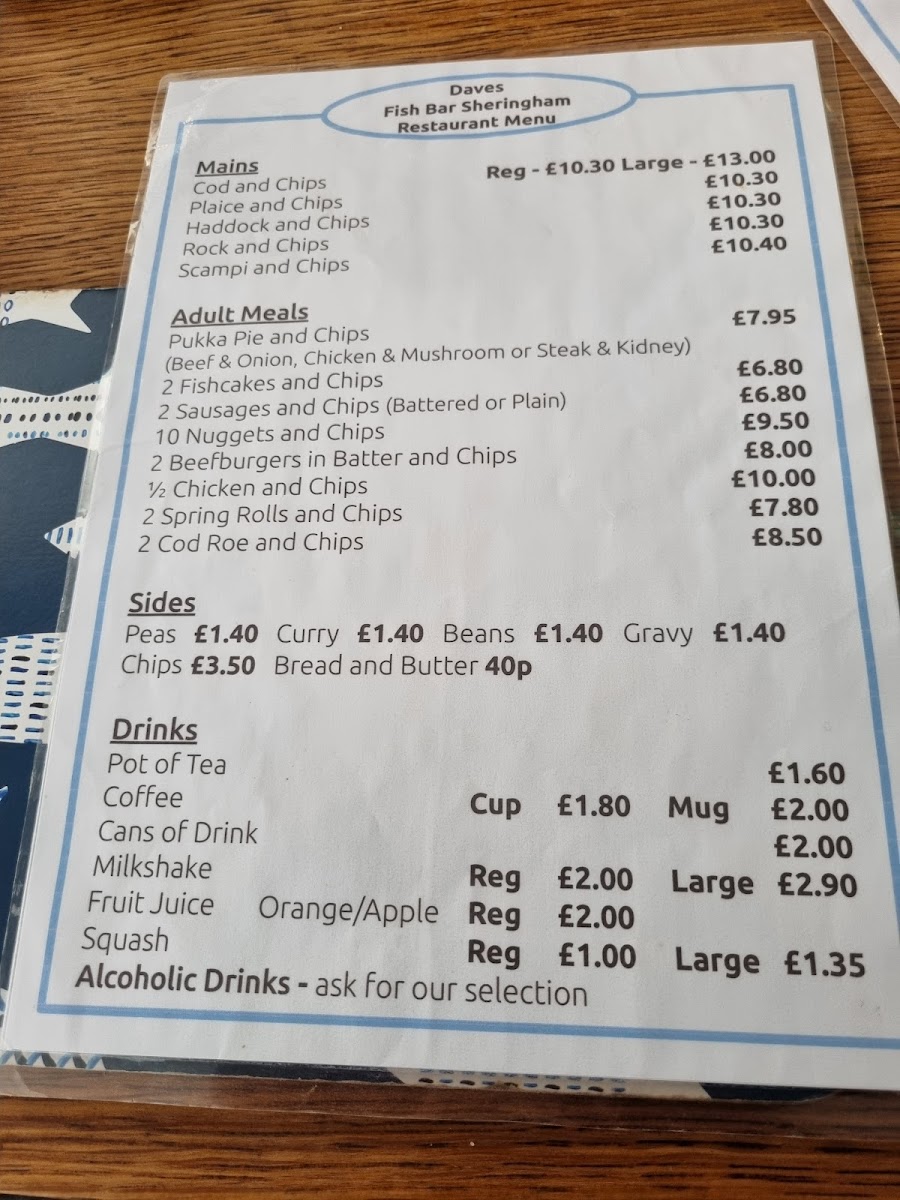 Daves
Fish Bar Sheringham
Restaurant Menu
Mains
Cod and Chips Reg - £10.30 Large - £13.00
Plaice and Chips £10.30
Haddock and Chips £10.30
Rock and Chips £10.30
Scampi and Chips £10.40
Adult Meals
Pukka Pie and Chips £7.95
(Beef & Onion, Chicken & Mushroom or Steak & Kidney)
2 Fishcakes and Chips £6.80
2 Sausages and Chips (Battered or Plain) £6.80
10 Nuggets and Chips £9.50
2 Beefburgers in Batter and Chips £8.00
½ Chicken and Chips £10.00
2 Spring Rolls and Chips £7.80
2 Cod Roe and Chips £8.50
Sides
Peas £1.40 Curry £1.40 Beans £1.40 Gravy £1.40
Chips £3.50 Bread and Butter 40p
Drinks
Pot of Tea £1.60
Coffee Cup £1.80 Mug £2.00
Cans of Drink £2.00
Milkshake Reg £2.00 Large £2.90
Fruit Juice Orange/Apple Reg £2.00
Squash Reg £1.00 Large £1.35
Alcoholic Drinks - ask for our selection